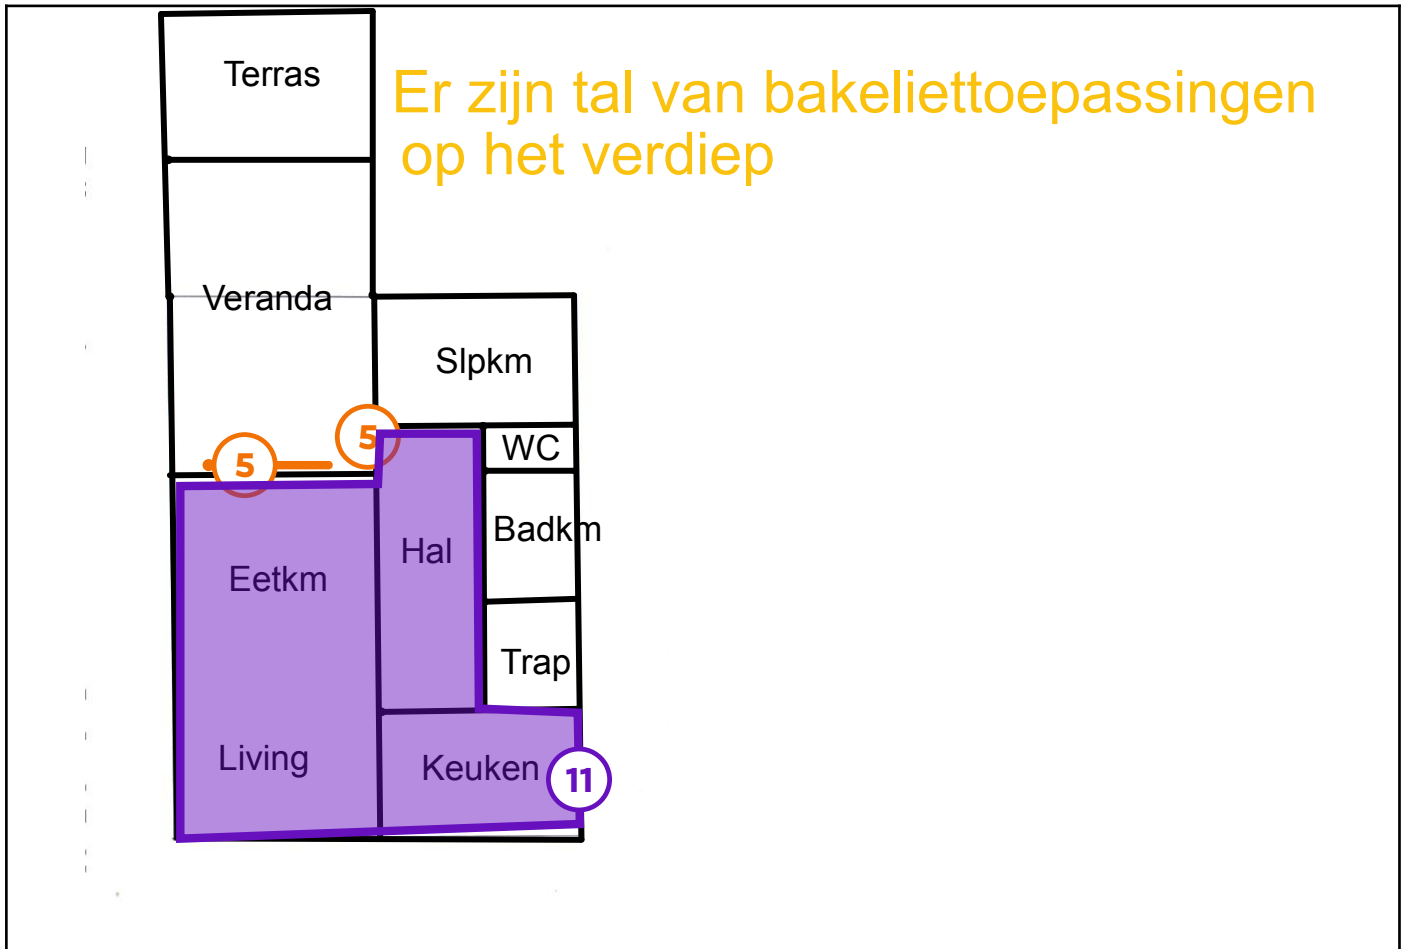 Terras
Er zijn tal van bakeliettoepassingen
op het verdiep
Veranda
Slpkm
5
WC
5
Badkm
Hal
Eetkm
Trap
Living
Keuken
11